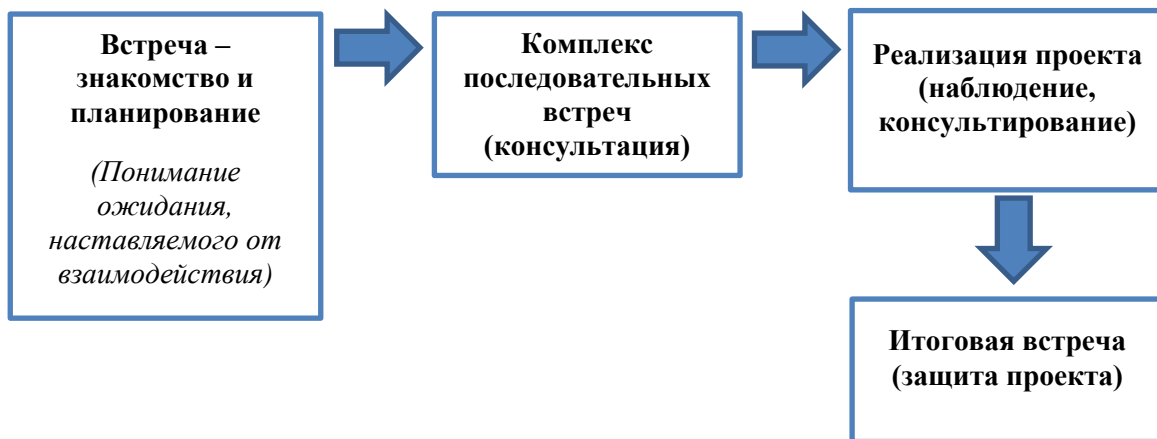 Встреча –
знакомство и
планирование
(Понимание
ожидания,
наставляемого от
взаимодействия)
Комплекс
последовательных
встреч
(консультация)
Реализация проекта
(наблюдение,
консультирование)
Итоговая встреча
(защита проекта)